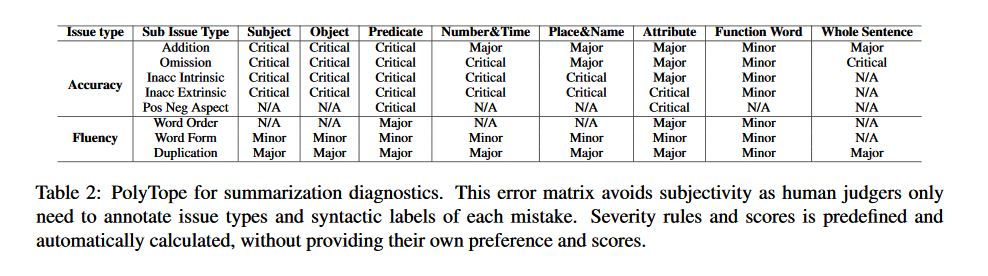 Issue type Sub Issue Type Subject Object Predicate Number&Time Place&Name Attribute Function Word Whole Sentence
Accuracy
Addition Critical Critical Critical Major Major Major Minor Major
Omission Critical Critical Critical Critical Major Major Minor Critical
Inacc Intrinsic Critical Critical Critical Critical Critical Major Minor N/A
Inacc Extrinsic Critical Critical Critical Critical Critical Critical Minor N/A
Pos Neg Aspect N/A N/A Critical N/A N/A Critical N/A N/A
Fluency
Word Order N/A N/A Major N/A N/A Major Minor N/A
Word Form Minor Minor Minor Minor Minor Minor Minor N/A
Duplication Major Major Major Major Major Major Minor Major
Table 2: PolyTope for summarization diagnostics. This error matrix avoids subjectivity as human judgers only
need to annotate issue types and syntactic labels of each mistake. Severity rules and scores is predefined and
automatically calculated, without providing their own preference and scores.